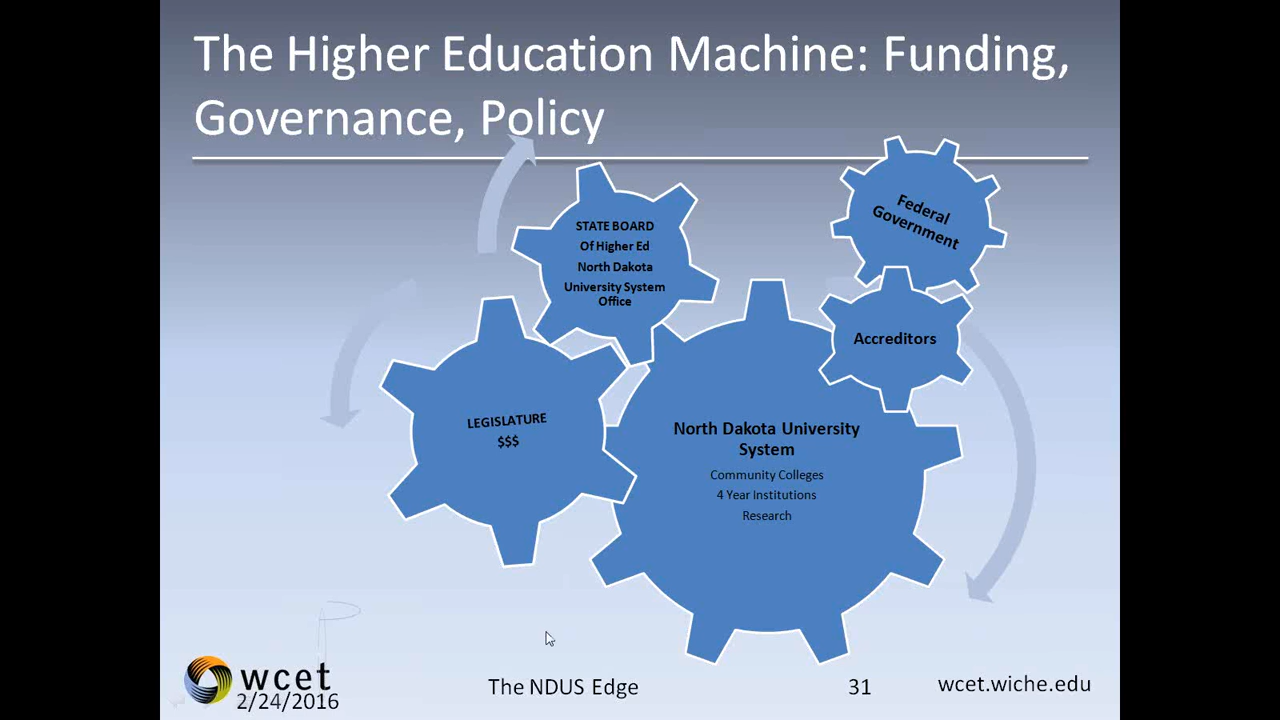 The Higher Education Machine: Funding,
Governance, Policy
STATE BOARD
Of Higher Ed
North Dakota
University System
Office
Federal
Government
Accreditors
LEGISLATURE
$$$
North Dakota University
System
Community Colleges
4 Year Institutions
Research
wcet
2/24/2016
The NDUS Edge
31
wcet.wiche.edu